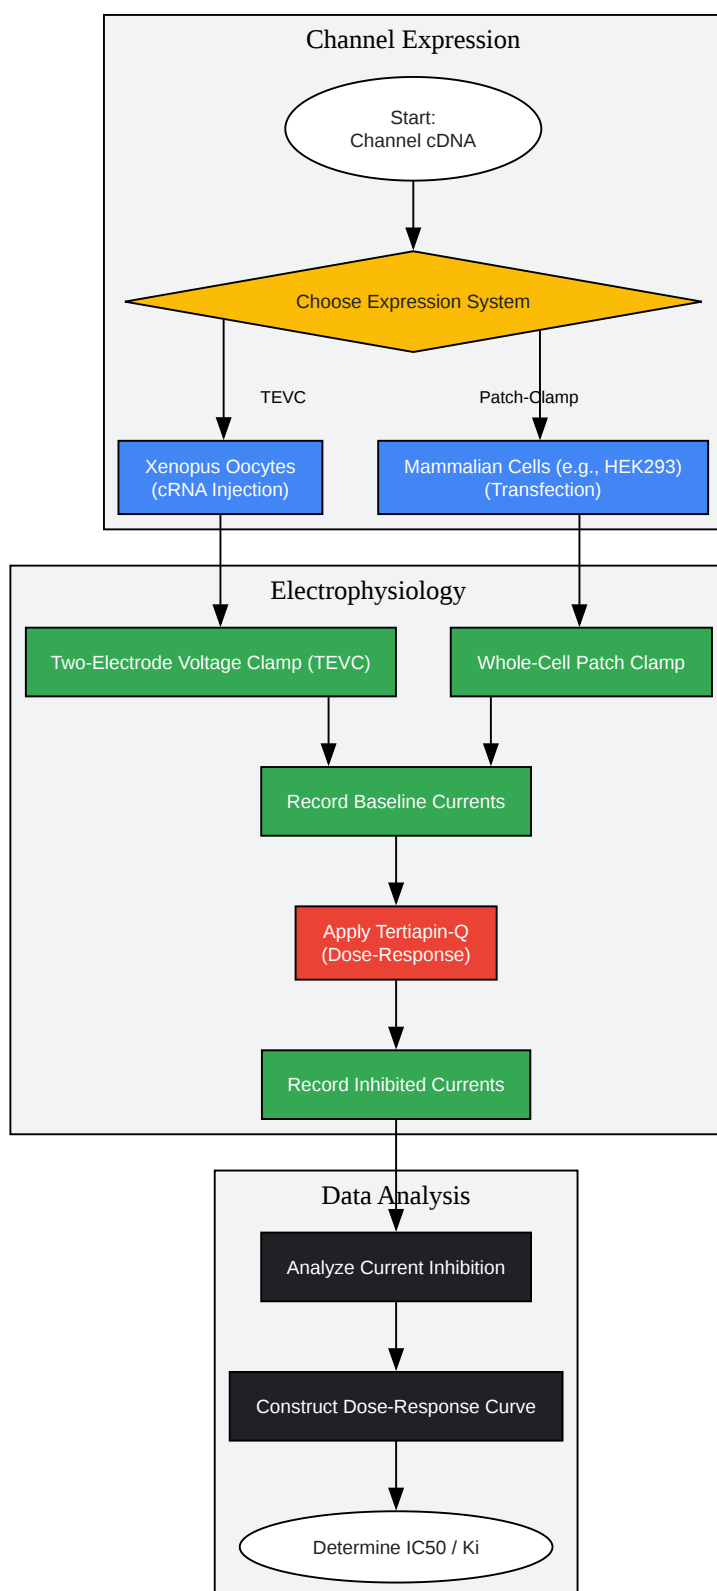 Channel Expression
Start:
Channel cDNA
Choose Expression System
TEVC
Patch-Clamp
Xenopus Oocytes
(cRNA Injection)
Mammalian Cells (e.g., HEK293)
(Transfection)
Electrophysiology
Two-Electrode Voltage Clamp (TEVC)
Whole-Cell Patch Clamp
Record Baseline Currents
Apply Tertiapin-Q
(Dose-Response)
Record Inhibited Currents
Data Analysis
Analyze Current Inhibition
Construct Dose-Response Curve
Determine IC50 / Ki